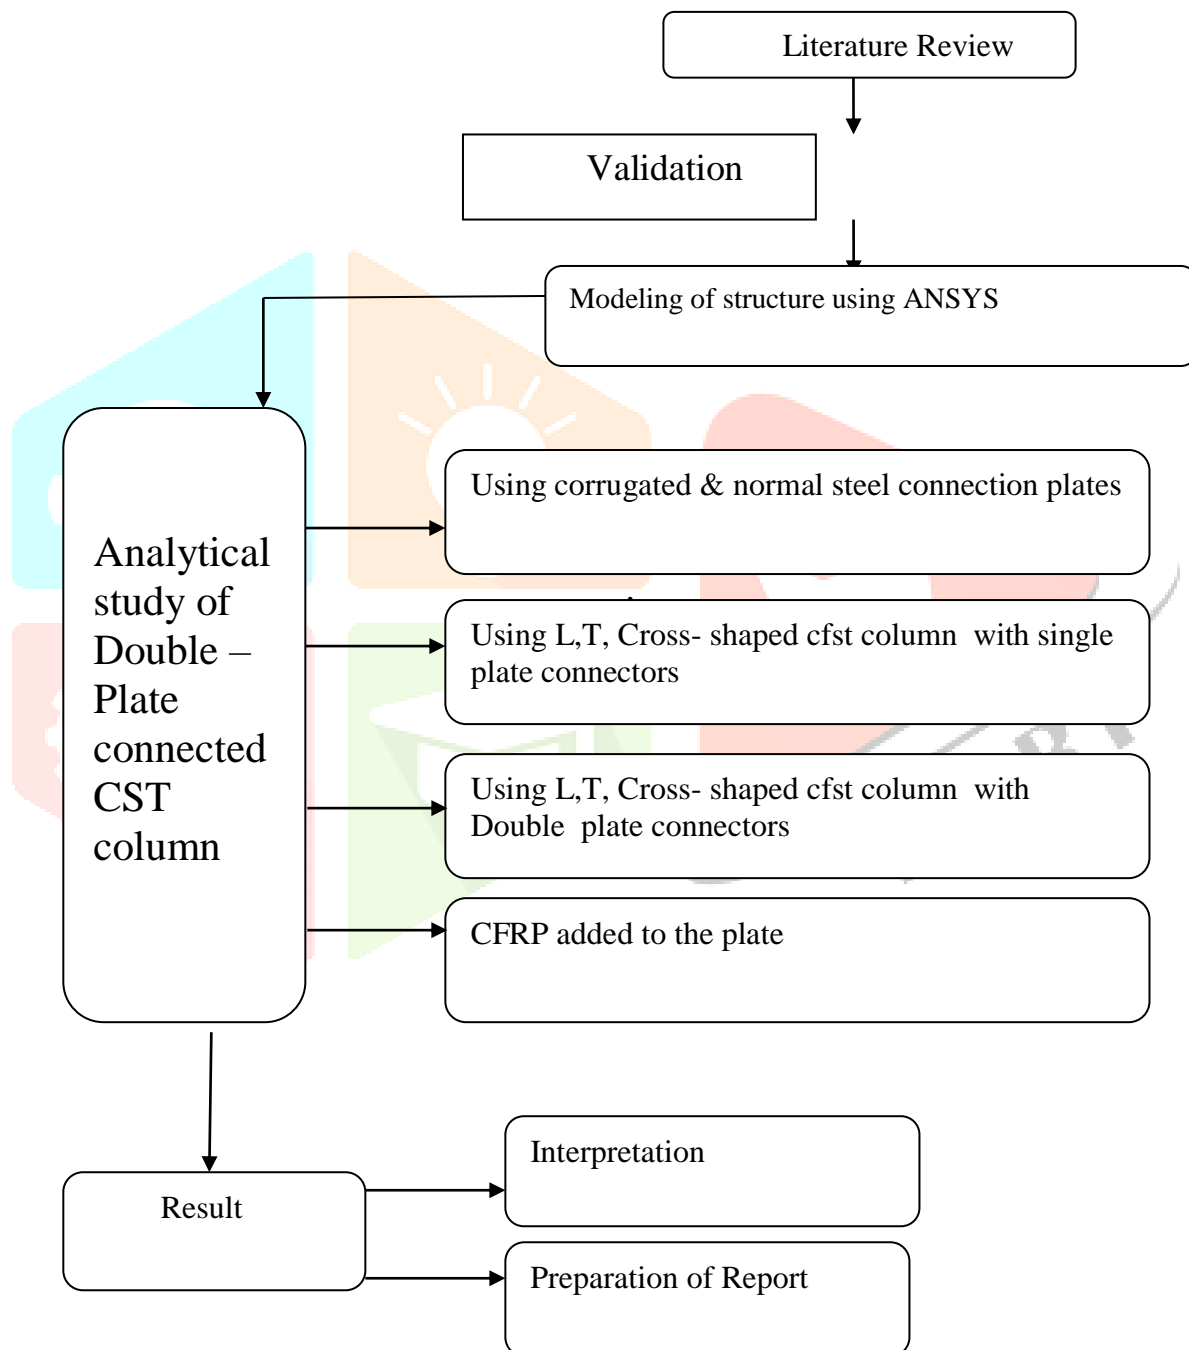 Literature Review
Validation
Modeling of structure using ANSYS
Analytical
study of
Double –
Plate
connected
CST
column
Using corrugated & normal steel connection plates
Using L,T, Cross- shaped cfst column  with single
plate connectors
Using L,T, Cross- shaped cfst column  with
Double  plate connectors
CFRP added to the plate
Result
Interpretation
Preparation of Report